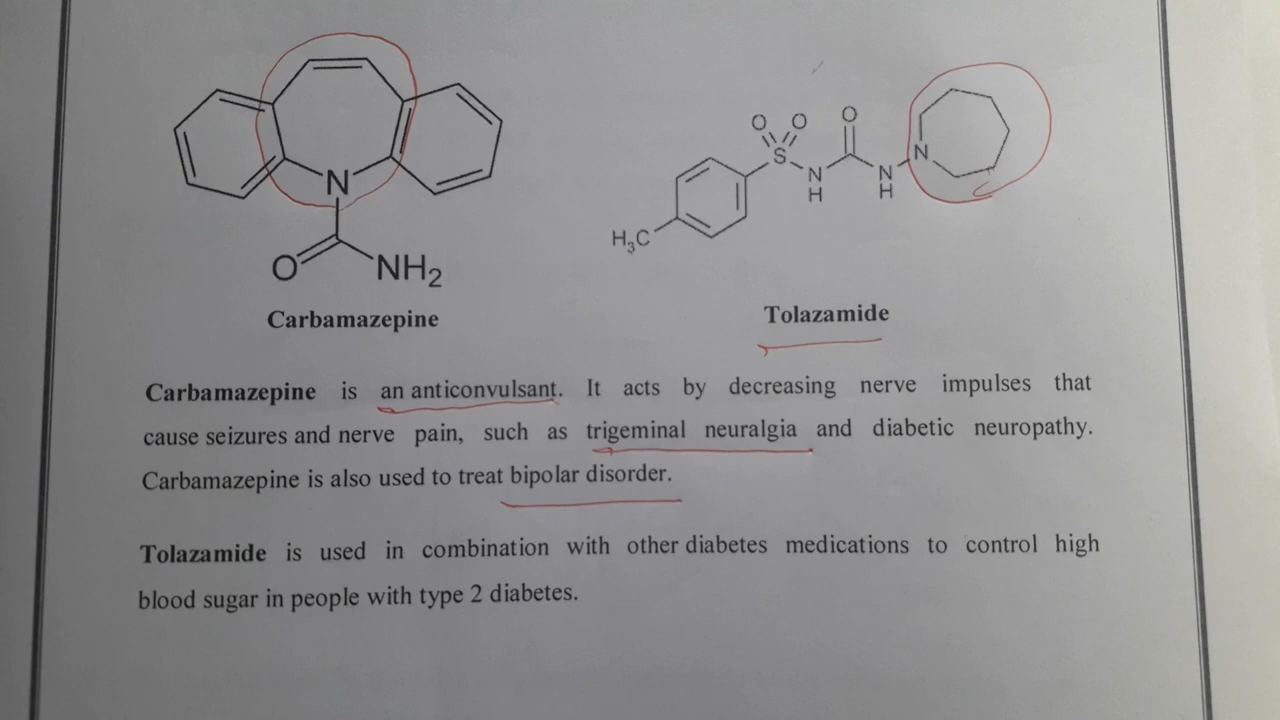 N
O
NH2
Carbamazepine
O O
S
N
H
O
N
H
N
H3C
Tolazamide
Carbamazepine is an anticonvulsant. It acts by decreasing nerve impulses that
cause seizures and nerve pain, such as trigeminal neuralgia and diabetic neuropathy.
Carbamazepine is also used to treat bipolar disorder.
Tolazamide is used in combination with other diabetes medications to control high
blood sugar in people with type 2 diabetes.